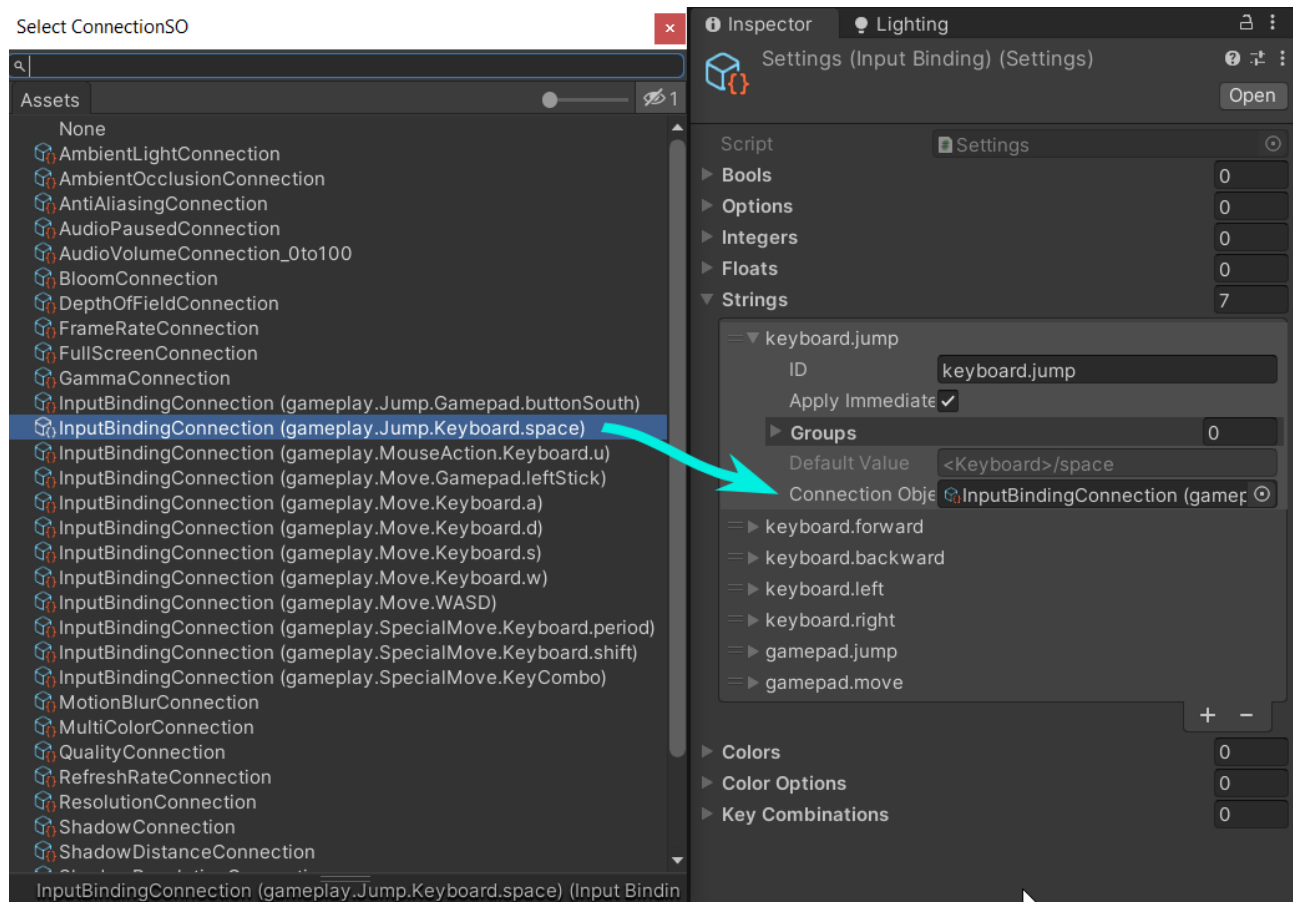 Select ConnectionSO
Assets
1
None
AmbientLightConnection
AmbientOcclusionConnection
AntiAliasingConnection
AudioPausedConnection
AudioVolumeConnection_0to100
BloomConnection
DepthOfFieldConnection
FrameRateConnection
FullScreenConnection
GammaConnection
InputBindingConnection (gameplay.Jump.Gamepad.buttonSouth)
InputBindingConnection (gameplay.Jump.Keyboard.space)
InputBindingConnection (gameplay.MouseAction.Keyboard.u)
InputBindingConnection (gameplay.Move.Gamepad.leftStick)
InputBindingConnection (gameplay.Move.Keyboard.a)
InputBindingConnection (gameplay.Move.Keyboard.d)
InputBindingConnection (gameplay.Move.Keyboard.s)
InputBindingConnection (gameplay.Move.Keyboard.w)
InputBindingConnection (gameplay.Move.WASD)
InputBindingConnection (gameplay.SpecialMove.Keyboard.period)
InputBindingConnection (gameplay.SpecialMove.Keyboard.shift)
InputBindingConnection (gameplay.SpecialMove.KeyCombo)
MotionBlurConnection
MultiColorConnection
QualityConnection
RefreshRateConnection
ResolutionConnection
ShadowConnection
ShadowDistanceConnection
InputBindingConnection (gameplay.Jump.Keyboard.space) (Input Bindin
Inspector
Lighting
Settings (Input Binding) (Settings)
Open
Script Settings
Bools 0
Options 0
Integers 0
Floats 0
Strings 7
keyboard.jump
ID keyboard.jump
Apply Immediate
Groups 0
Default Value <Keyboard>/space
Connection Obje InputBindingConnection (gamep
keyboard.forward
keyboard.backward
keyboard.left
keyboard.right
gamepad.jump
gamepad.move
+ −
Colors 0
Color Options 0
Key Combinations 0